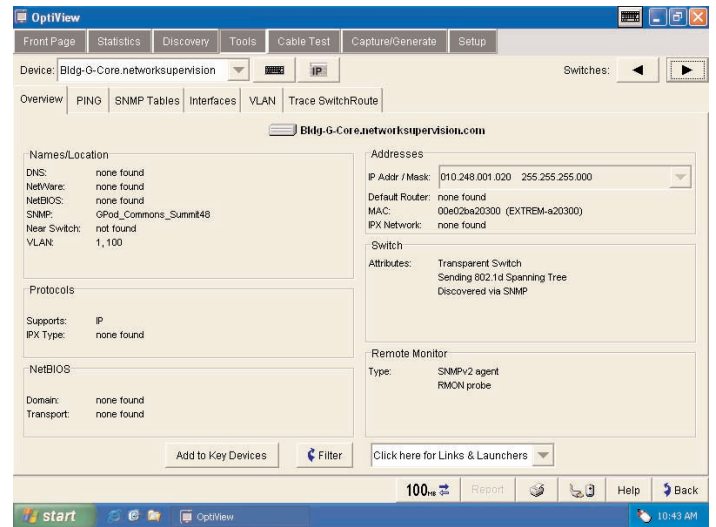 OptiView
Front Page Statistics Discovery Tools Cable Test Capture/Generate Setup
Device: Bldg-G-Core.networksupervision IP Switches:
Overview PING SNMP Tables Interfaces VLAN Trace SwitchRoute
Bldg-G-Core.networksupervision.com
Names/Location
DNS: none found
NetWare: none found
NetBIOS: none found
SNMP: GPod_Commons_Summit48
Near Switch: not found
VLAN: 1,100
Protocols
Supports: IP
IPX Type: none found
NetBIOS
Domain: none found
Transport: none found
Addresses
IP Addr / Mask: 010.248.001.020 255.255.255.000
Default Router: none found
MAC: 00e02ba20300 (EXTREM-a20300)
IPX Network: none found
Switch
Attributes: Transparent Switch
Sending 802.1d Spanning Tree
Discovered via SNMP
Remote Monitor
Type: SNMPv2 agent
RMON probe
Add to Key Devices Filter Click here for Links & Launchers
100MB Report Help Back
start OptiView 10:43 AM